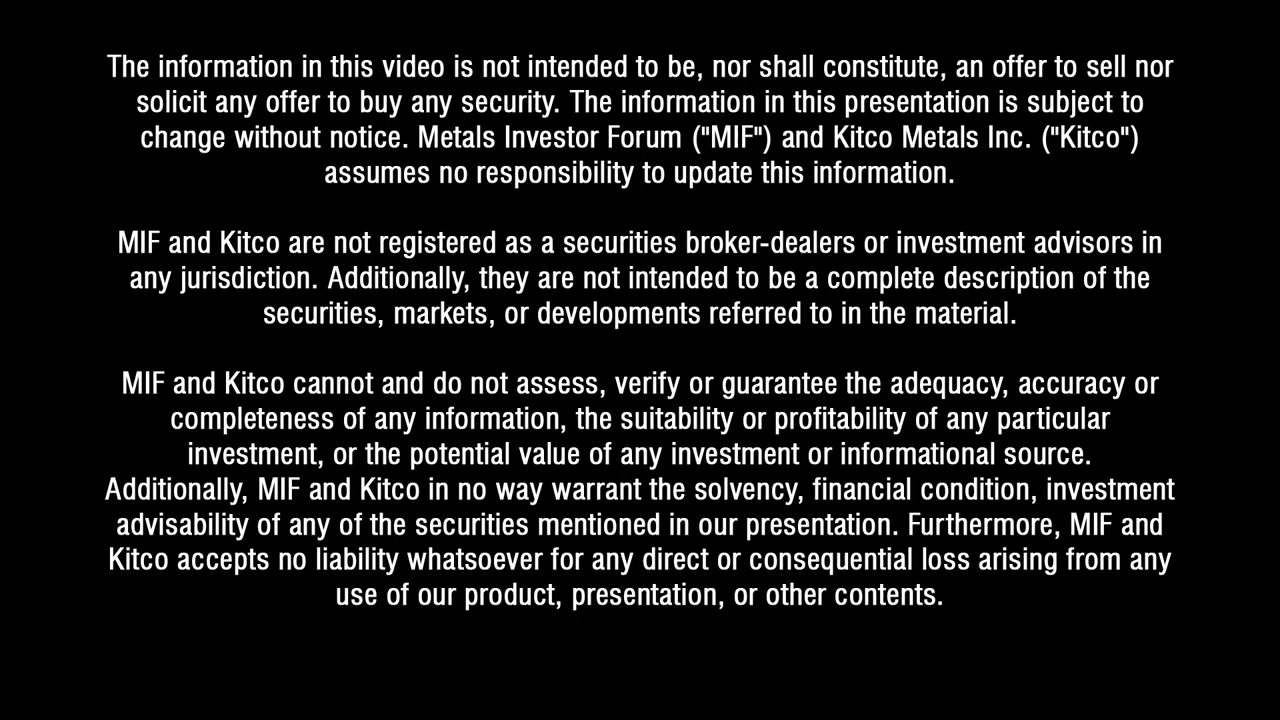 The information in this video is not intended to be, nor shall constitute, an offer to sell nor
solicit any offer to buy any security. The information in this presentation is subject to
change without notice. Metals Investor Forum ("MIF") and Kitco Metals Inc. ("Kitco")
assumes no responsibility to update this information.
MIF and Kitco are not registered as a securities broker-dealers or investment advisors in
any jurisdiction. Additionally, they are not intended to be a complete description of the
securities, markets, or developments referred to in the material.
MIF and Kitco cannot and do not assess, verify or guarantee the adequacy, accuracy or
completeness of any information, the suitability or profitability of any particular
investment, or the potential value of any investment or informational source.
Additionally, MIF and Kitco in no way warrant the solvency, financial condition, investment
advisability of any of the securities mentioned in our presentation. Furthermore, MIF and
Kitco accepts no liability whatsoever for any direct or consequential loss arising from any
use of our product, presentation, or other contents.